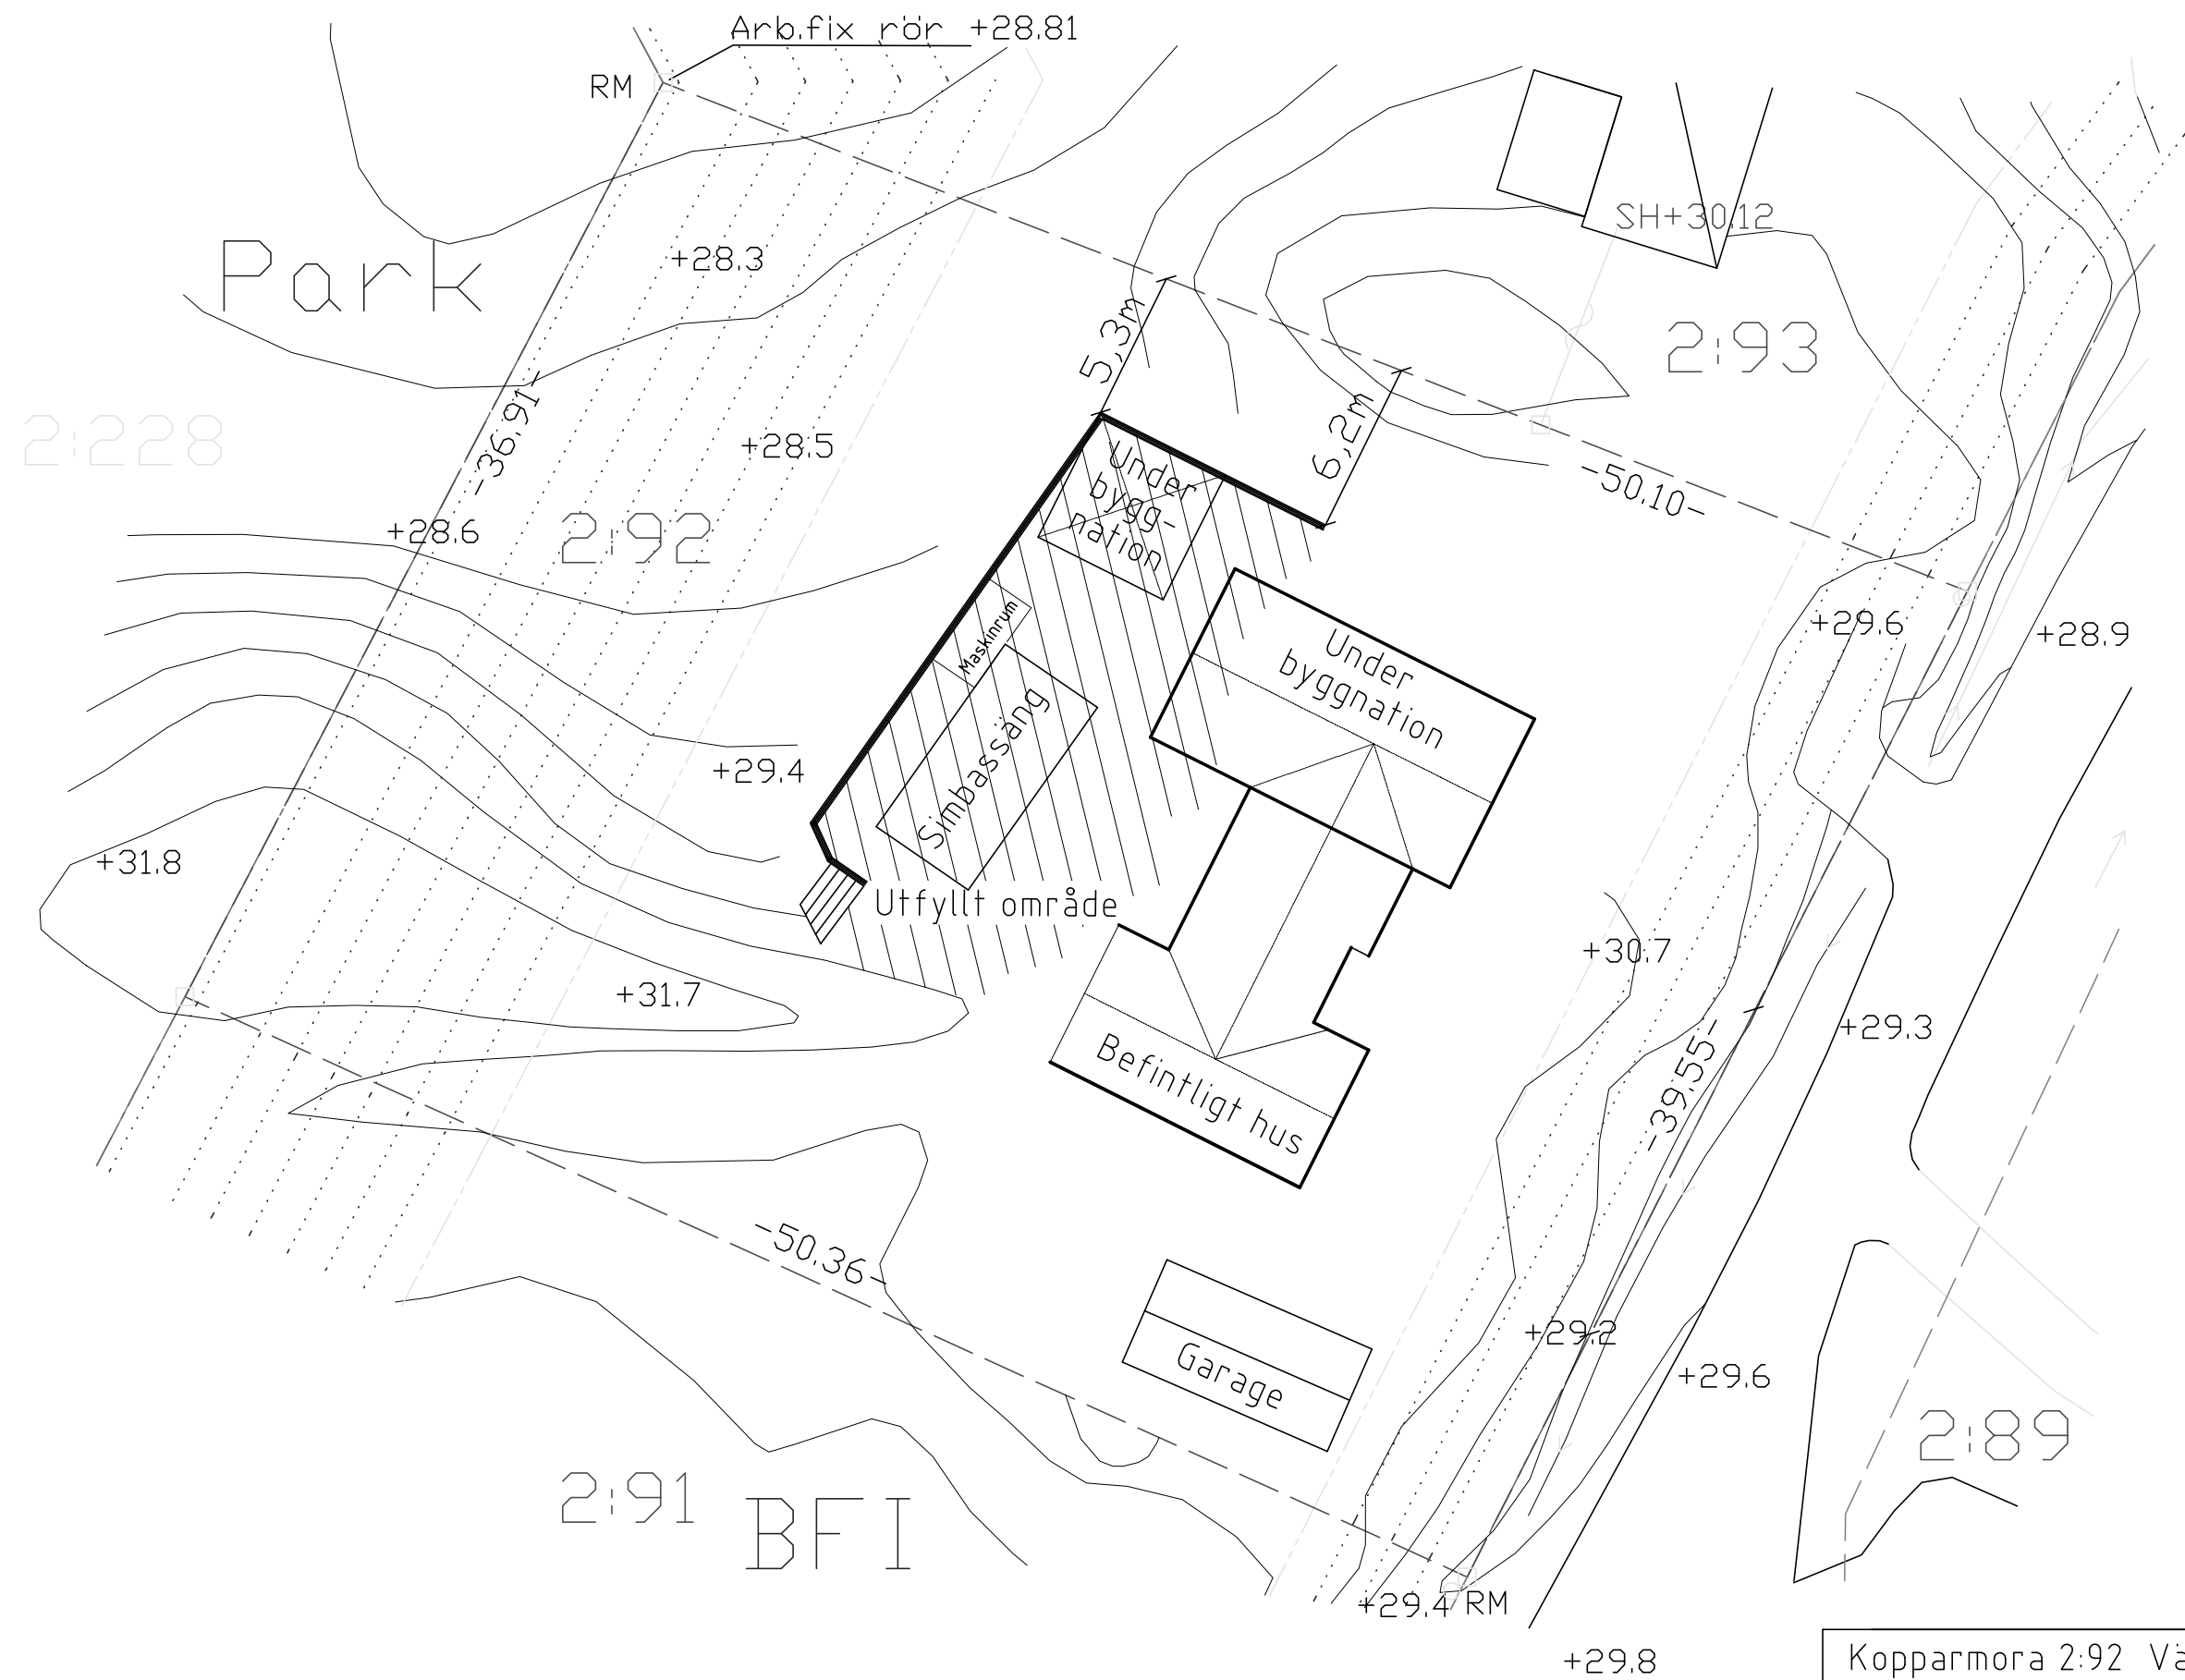 Arb.fix rör +28.81
RM
SH+30.12
Park
+28.3
5,3m
2:93
-36.91-
6,2m
2:228
+28.5
Under
bygg-
nation
-50.10-
+28.6
2:92
Maskinrum
+29.6
+28.9
Under
byggnation
Simbassäng
+29.4
+31.8
Utfyllt område
+30.7
+31.7
+29.3
Befintligt hus
-39.55-
-50.36-
+29.2
Garage
+29.6
2:89
2:91
BFI
+29.4
RM
+29.8
Kopparmora 2:92